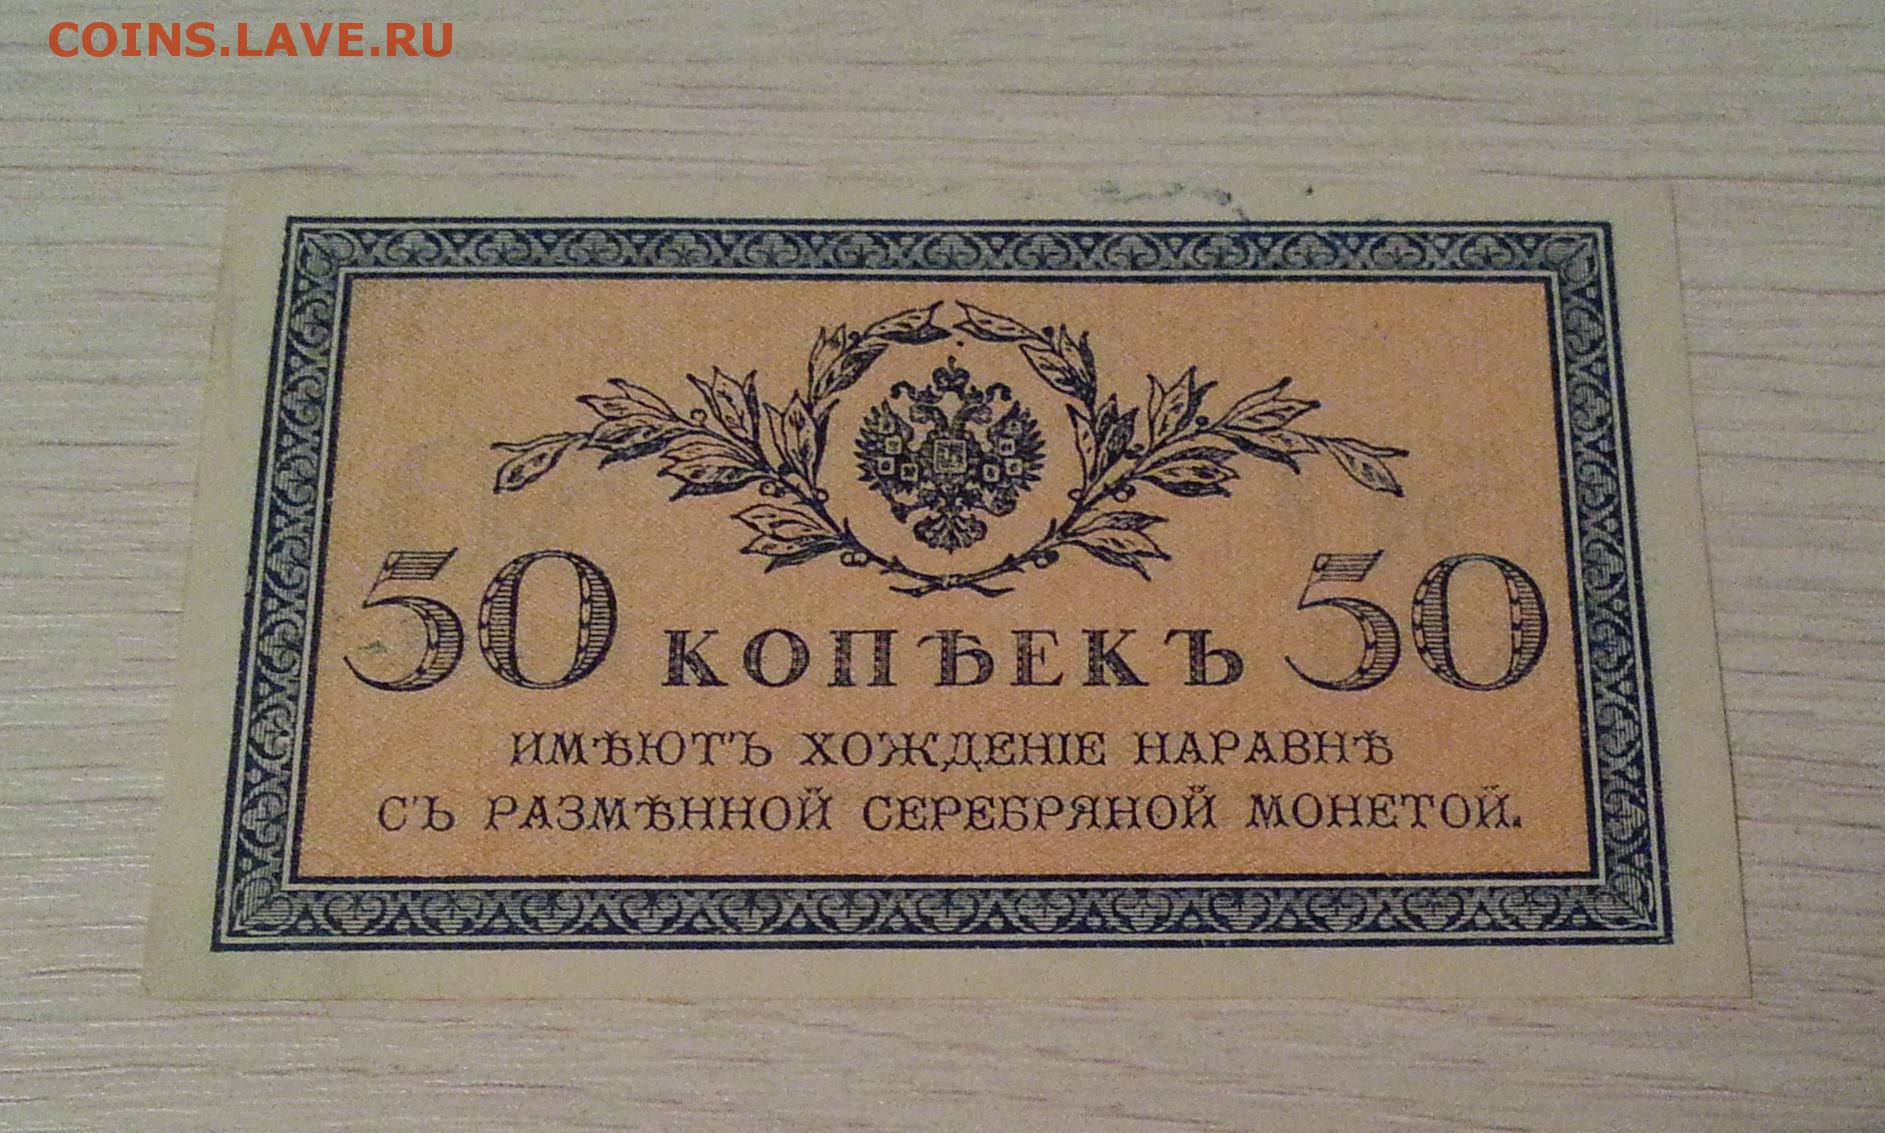 COINS.LAVE.RU
50 КОПѢЕКЪ 50
ИМѢЮТЪ ХОЖДЕНІЕ НАРАВНѢ
СЪ РАЗМѢННОЙ СЕРЕБРЯНОЙ МОНЕТОЙ.